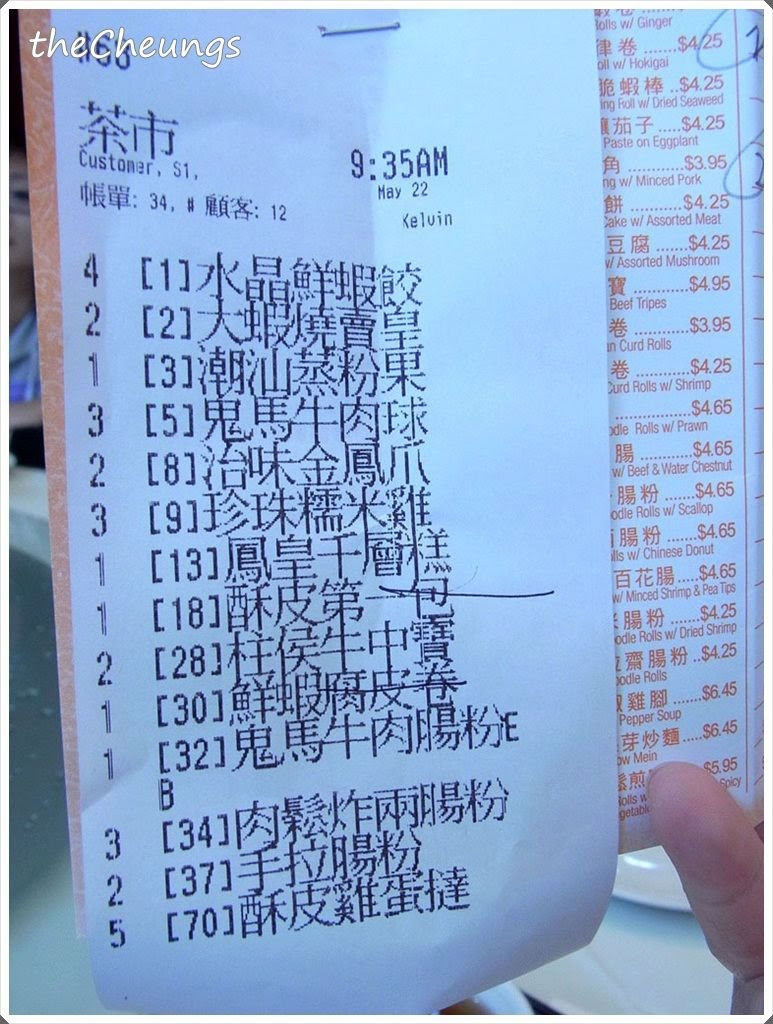 theCheungs
#66
茶市
Customer, S1,
帳單: 34, # 顧客: 12
9:35AM
May 22
Kelvin
4 [1]水晶鮮蝦餃
2 [2]大蝦燒賣皇
1 [3]潮汕蒸粉果
3 [5]鬼馬牛肉球
2 [8]滋味金鳳爪
3 [9]珍珠糯米雞
1 [13]鳳皇千層糕
1 [18]酥皮第一包
2 [28]柱侯牛中寶
1 [30]鮮蝦腐皮卷
1 [32]鬼馬牛肉腸粉E
B
3 [34]肉鬆炸兩腸粉
2 [37]手拉腸粉
5 [70]酥皮雞蛋撻
Rolls w/ Ginger
律卷 .......$4.25
oll w/ Hokigai
脆蝦棒 ..$4.25
ing Roll w/ Dried Seaweed
釀茄子 ....$4.25
Paste on Eggplant
角 ............$3.95
ng w/ Minced Pork
餅 ............$4.25
Cake w/ Assorted Meat
豆腐 .......$4.25
w/ Assorted Mushroom
寶 ............$4.95
Beef Tripes
卷 ............$3.95
an Curd Rolls
卷 ............$4.25
Curd Rolls w/ Shrimp
................$4.65
odle Rolls w/ Prawn
腸 ...........$4.65
w/ Beef & Water Chestnut
腸粉 ......$4.65
odle Rolls w/ Scallop
腸粉 ....$4.65
lls w/ Chinese Donut
百花腸 .....$4.65
w/ Minced Shrimp & Pea Tips
腸粉 .......$4.25
odle Rolls w/ Dried Shrimp
齋腸粉 ..$4.25
oodle Rolls
椒雞腳 ......$6.45
Pepper Soup
芽炒麵 .....$6.45
ow Mein
鬆煎
$5.95
Rolls w/
Spicy
egetable